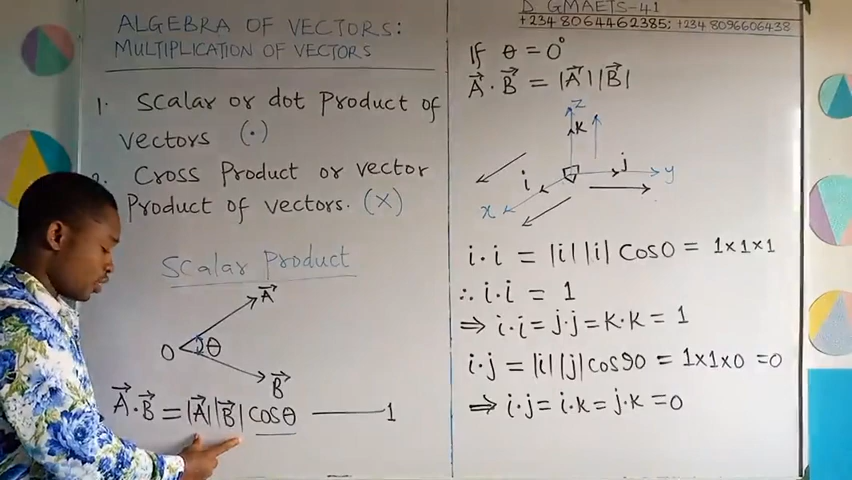 ALGEBRA OF VECTORS:
MULTIPLICATION OF VECTORS
1. Scalar or dot Product of
vectors (·)
Cross Product or vector
Product of vectors. (×)
Scalar Product
A⃗
O θ
B⃗
A⃗·B⃗ = |A⃗||B⃗| Cosθ ——— 1
D GMAETS-41
+234 8064462385; +234 8096606438
If θ = 0°
A⃗·B⃗ = |A⃗||B⃗|
z
k
i j y
x
i·i = |i||i| Cos0 = 1×1×1
∴ i·i = 1
⇒ i·i = j·j = k·k = 1
i·j = |i||j|cos90 = 1×1×0 = 0
⇒ i·j = i·k = j·k = 0